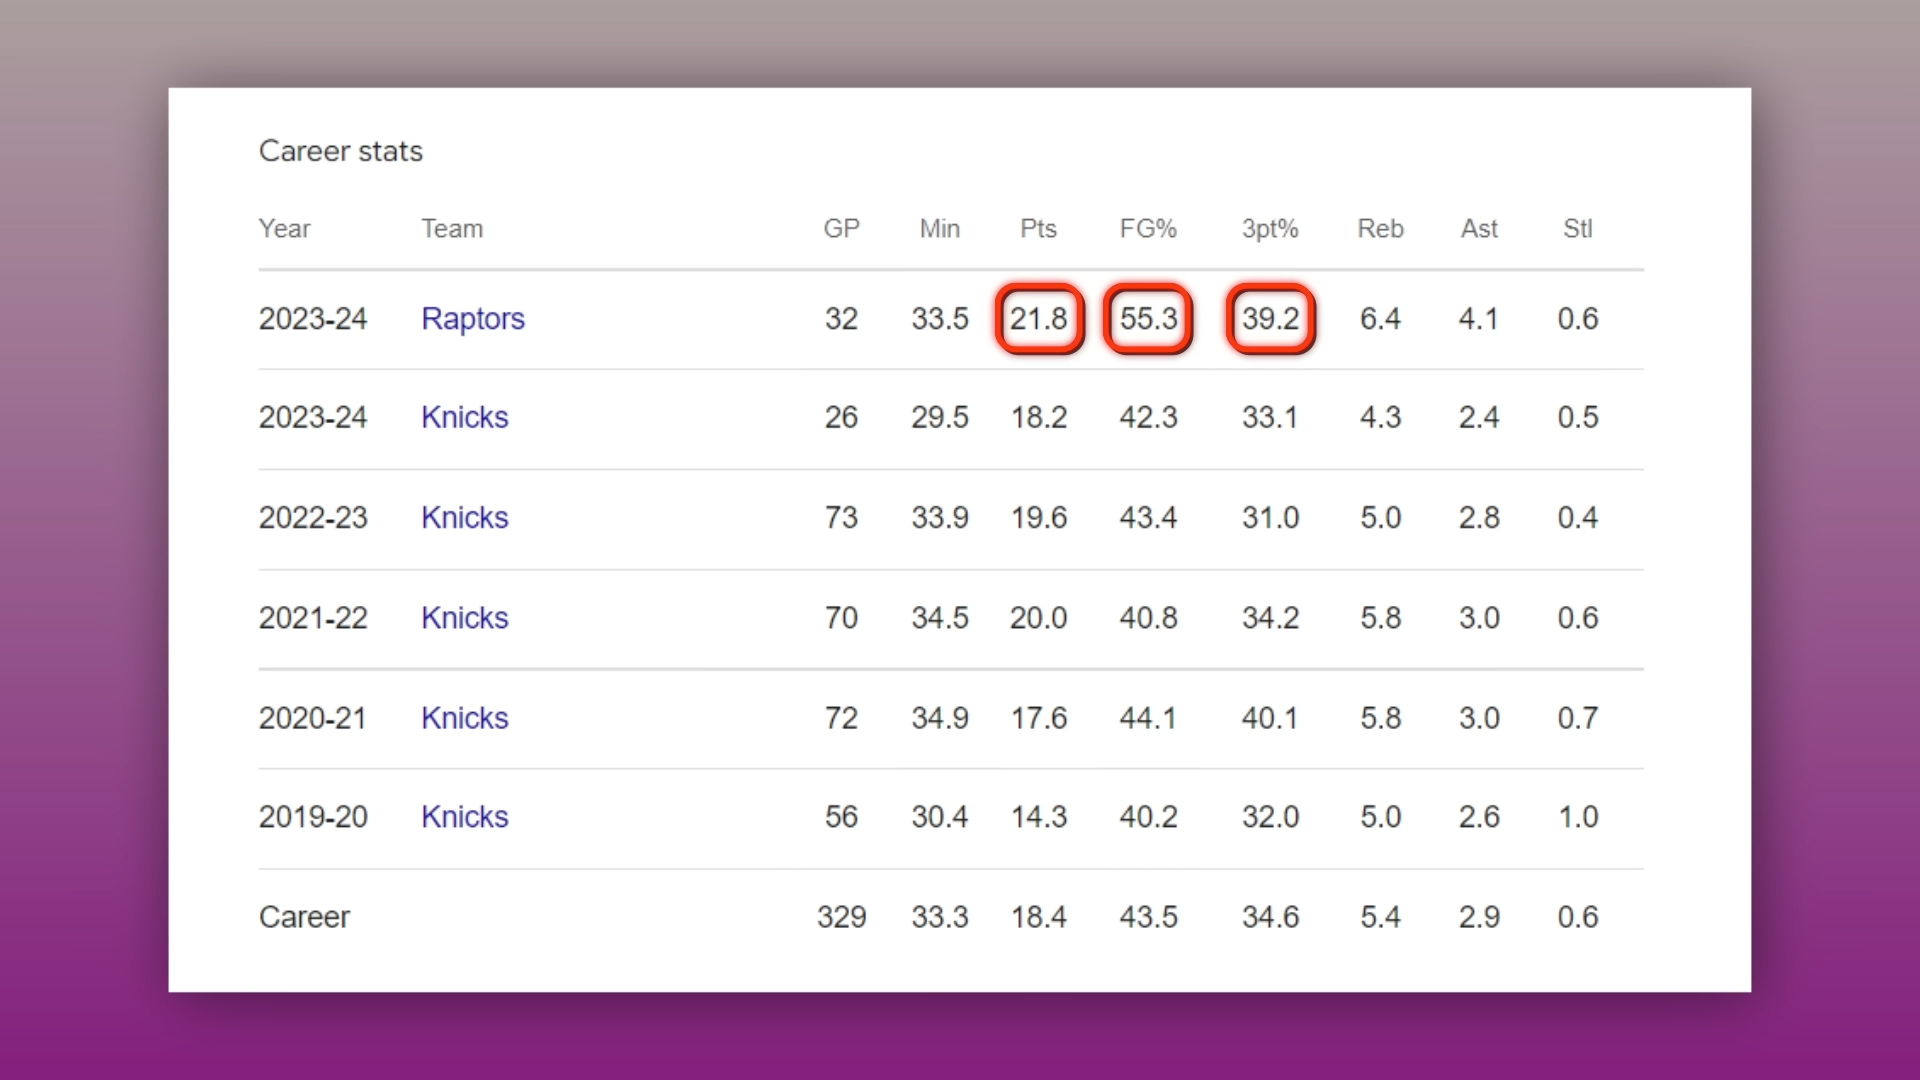 Career stats
Year Team GP Min Pts FG% 3pt% Reb Ast Stl
2023-24 Raptors 32 33.5 21.8 55.3 39.2 6.4 4.1 0.6
2023-24 Knicks 26 29.5 18.2 42.3 33.1 4.3 2.4 0.5
2022-23 Knicks 73 33.9 19.6 43.4 31.0 5.0 2.8 0.4
2021-22 Knicks 70 34.5 20.0 40.8 34.2 5.8 3.0 0.6
2020-21 Knicks 72 34.9 17.6 44.1 40.1 5.8 3.0 0.7
2019-20 Knicks 56 30.4 14.3 40.2 32.0 5.0 2.6 1.0
Career 329 33.3 18.4 43.5 34.6 5.4 2.9 0.6